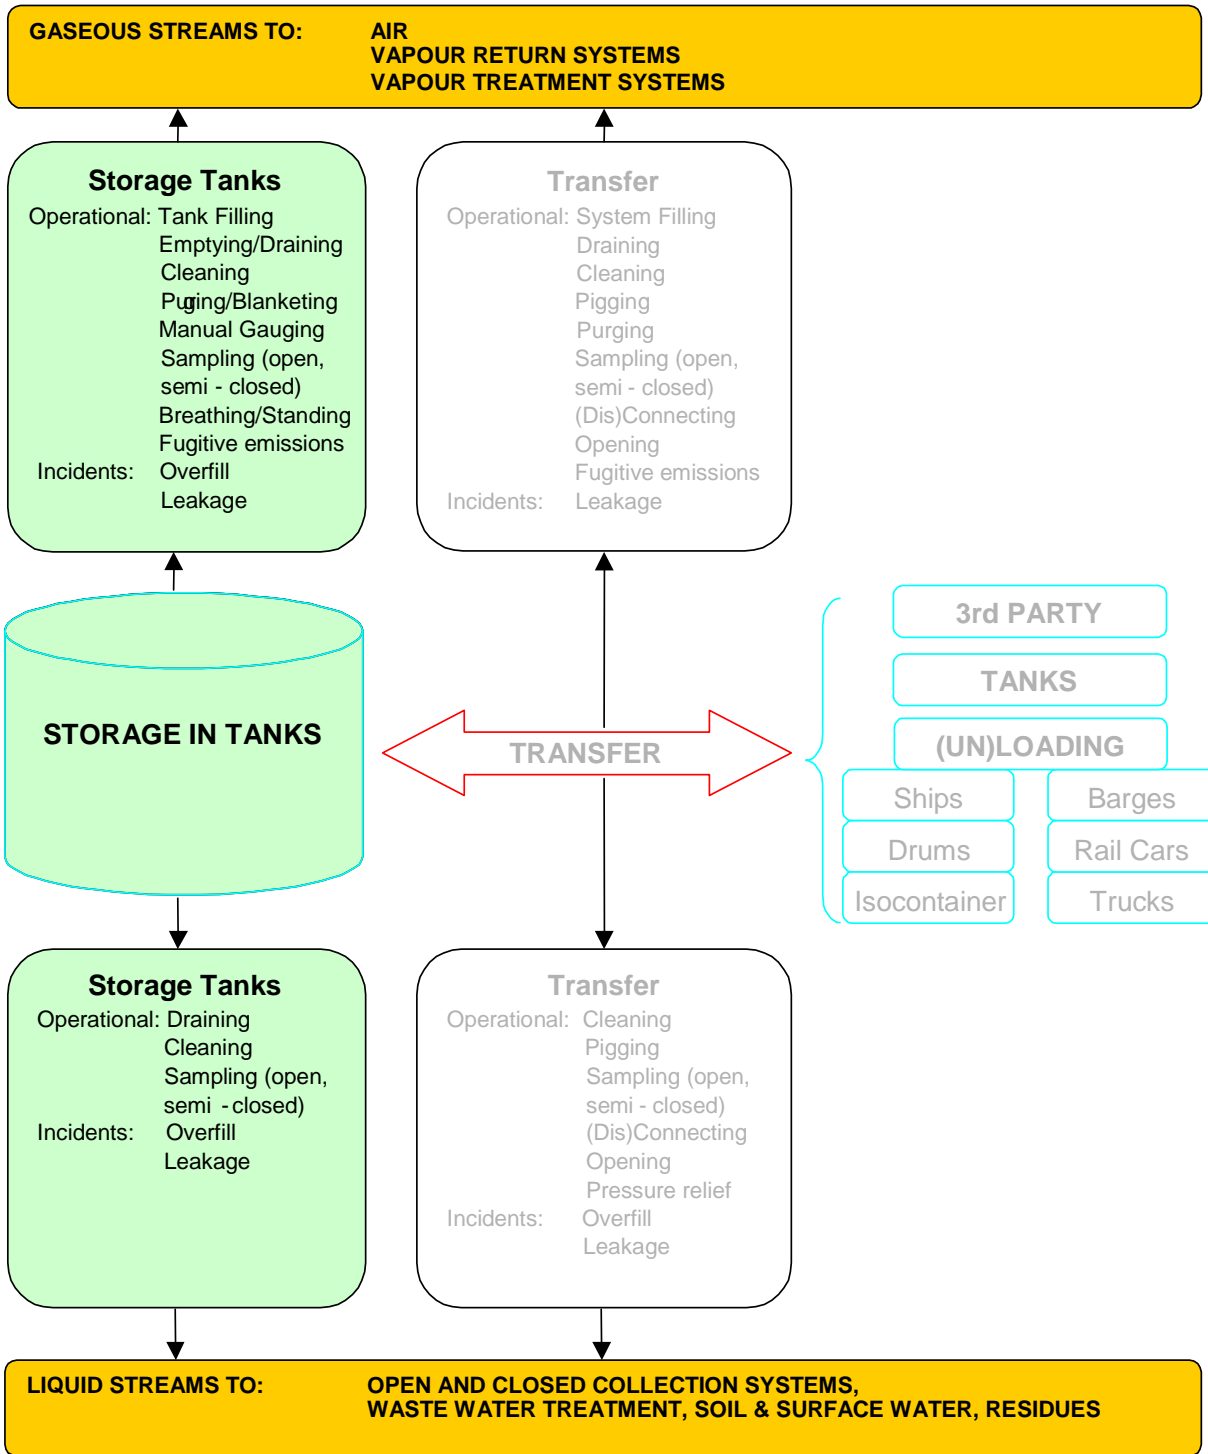 GASEOUS STREAMS TO: AIR
VAPOUR RETURN SYSTEMS
VAPOUR TREATMENT SYSTEMS
Storage Tanks
Operational: Tank Filling
Emptying/Draining
Cleaning
Purging/Blanketing
Manual Gauging
Sampling (open,
semi - closed)
Breathing/Standing
Fugitive emissions
Incidents: Overfill
Leakage
Transfer
Operational: System Filling
Draining
Cleaning
Pigging
Purging
Sampling (open,
semi - closed)
(Dis)Connecting
Opening
Fugitive emissions
Incidents: Leakage
STORAGE IN TANKS
TRANSFER
3rd PARTY
TANKS
(UN)LOADING
Ships Barges
Drums Rail Cars
Isocontainer Trucks
Storage Tanks
Operational: Draining
Cleaning
Sampling (open,
semi - closed)
Incidents: Overfill
Leakage
Transfer
Operational: Cleaning
Pigging
Sampling (open,
semi - closed)
(Dis)Connecting
Opening
Pressure relief
Incidents: Overfill
Leakage
LIQUID STREAMS TO: OPEN AND CLOSED COLLECTION SYSTEMS,
WASTE WATER TREATMENT, SOIL & SURFACE WATER, RESIDUES